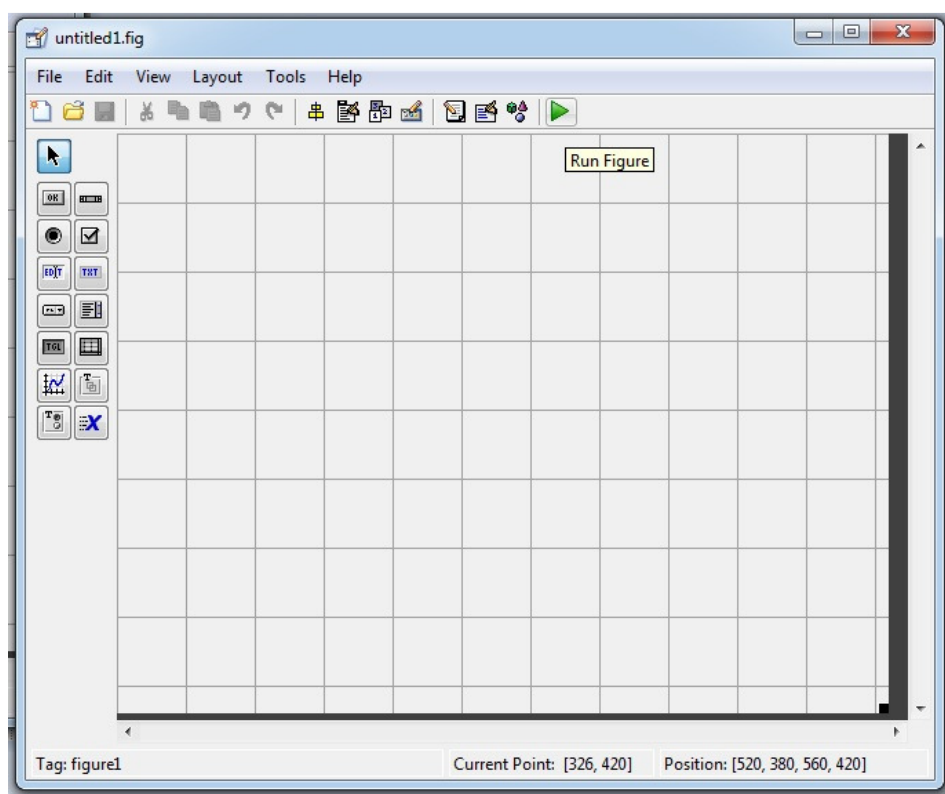 untitled1.fig
File Edit View Layout Tools Help
Run Figure
OK
EDIT TXT
TGL
T
T X
Tag: figure1 Current Point: [326, 420] Position: [520, 380, 560, 420]